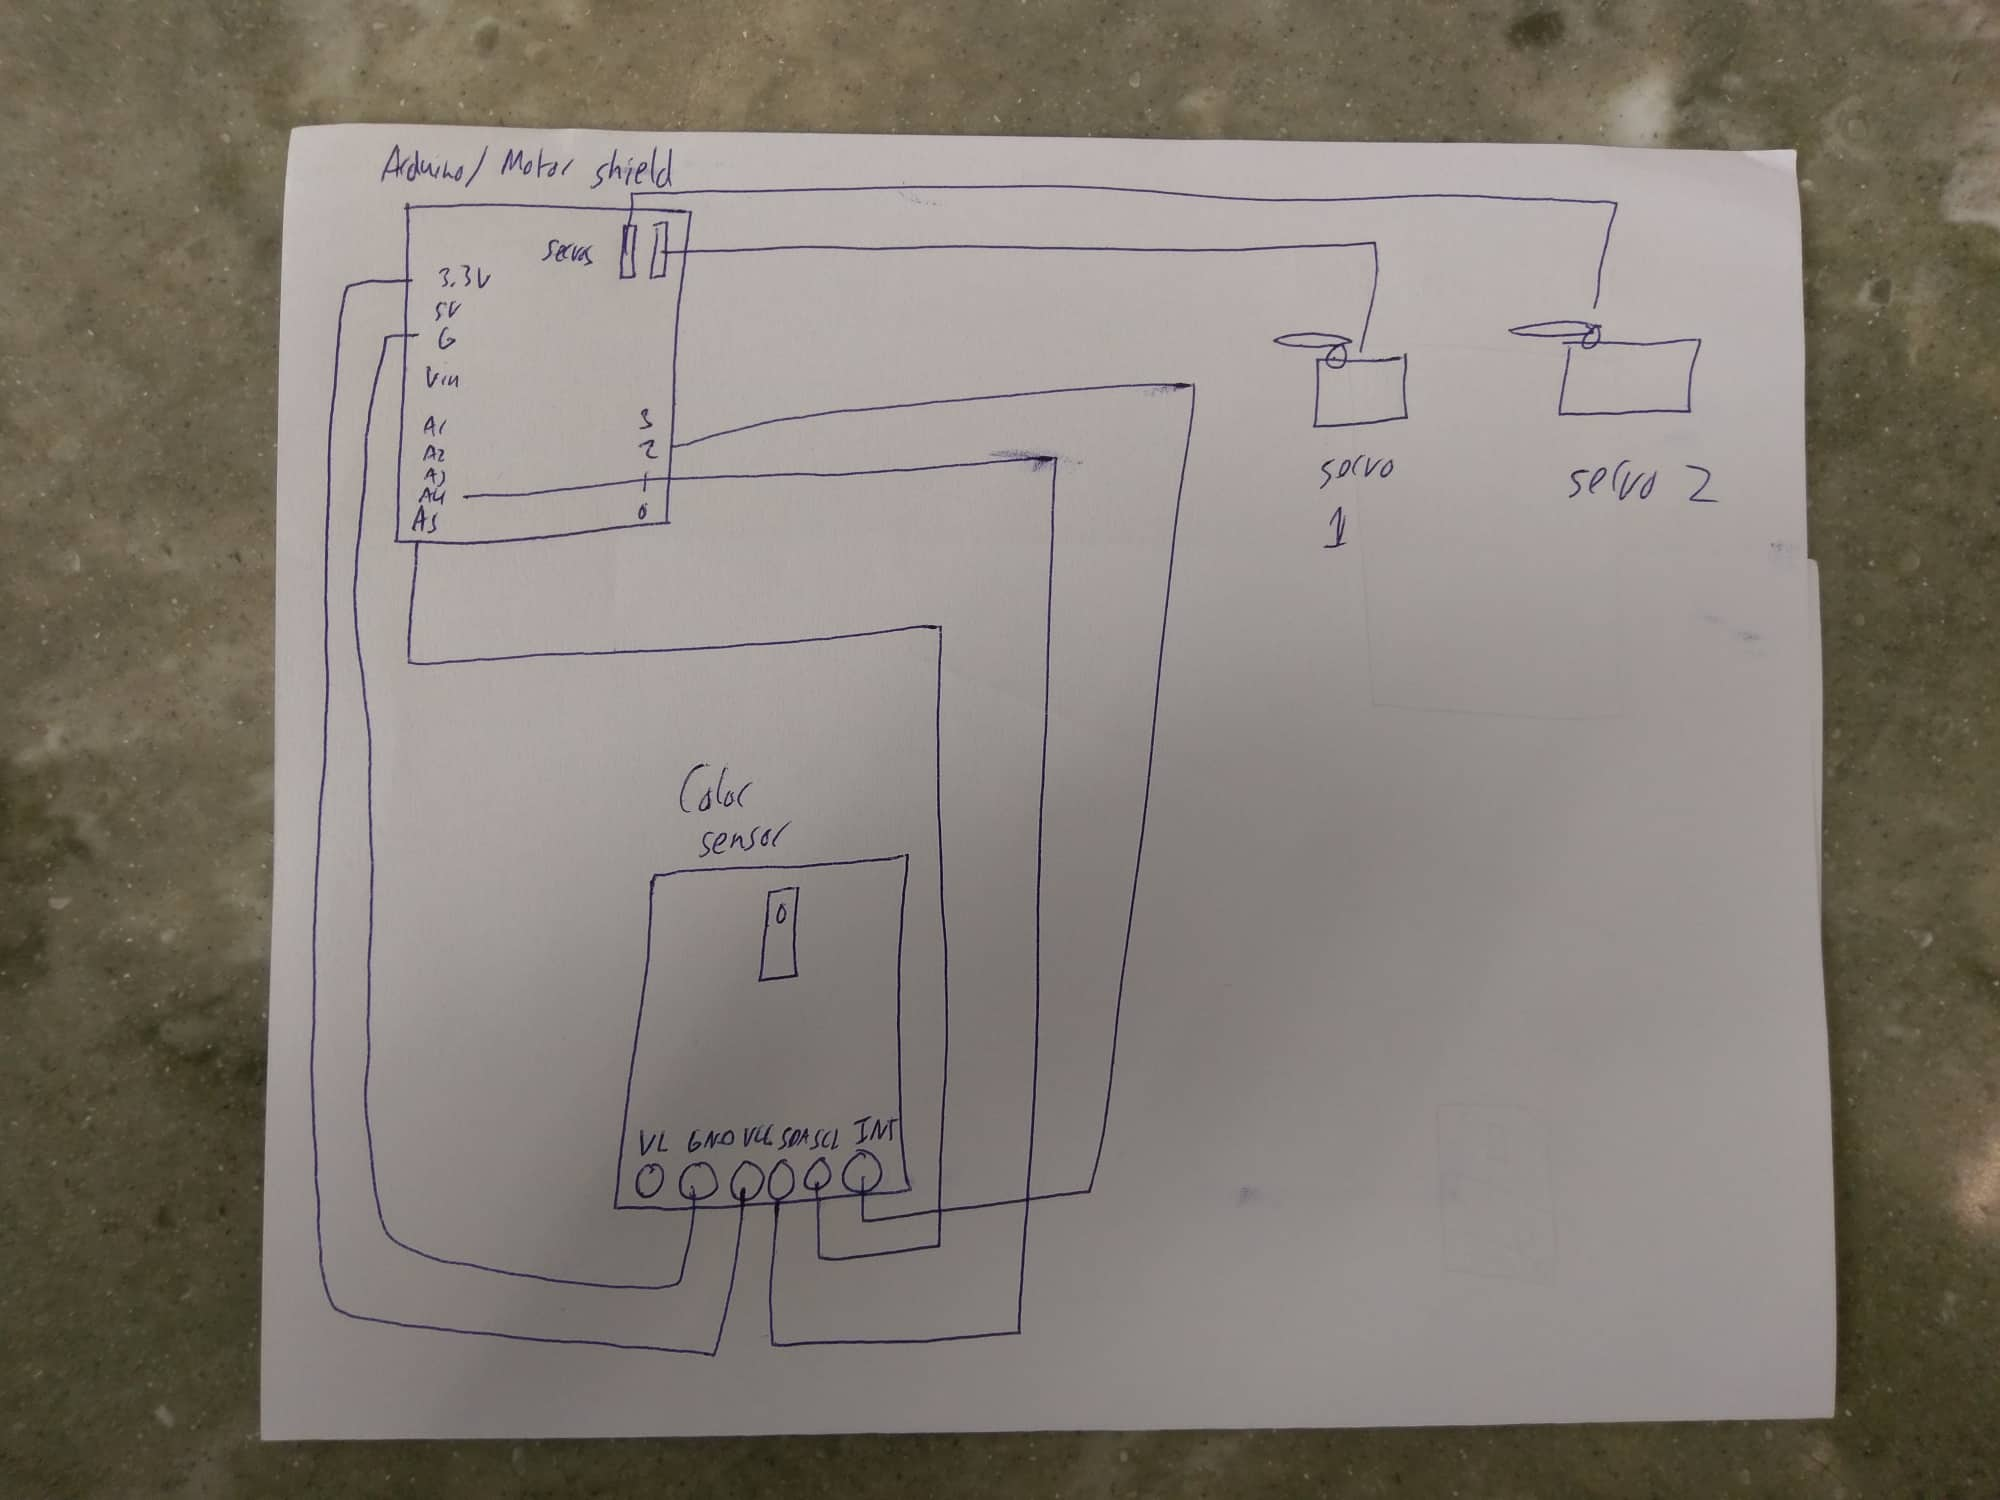 Arduino/ Motor shield
servos
3.3V
5V
G
Vin
A1
A2
A3
A4
A5
3
2
1
0
servo
1
servo 2
Color
sensor
VL GND VCC SDA SCL INT